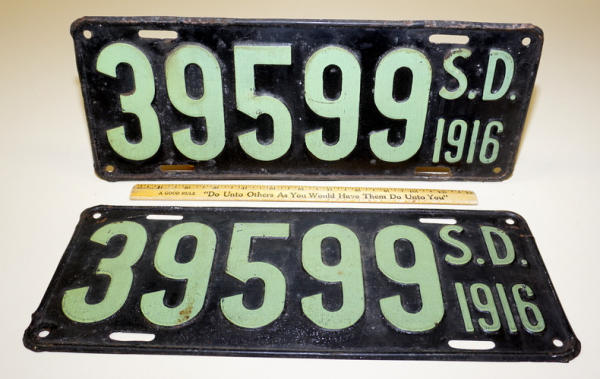 39599 S.D.
1916
A GOOD RULE "Do Unto Others As You Would Have Them Do Unto You"
39599 S.D.
1916